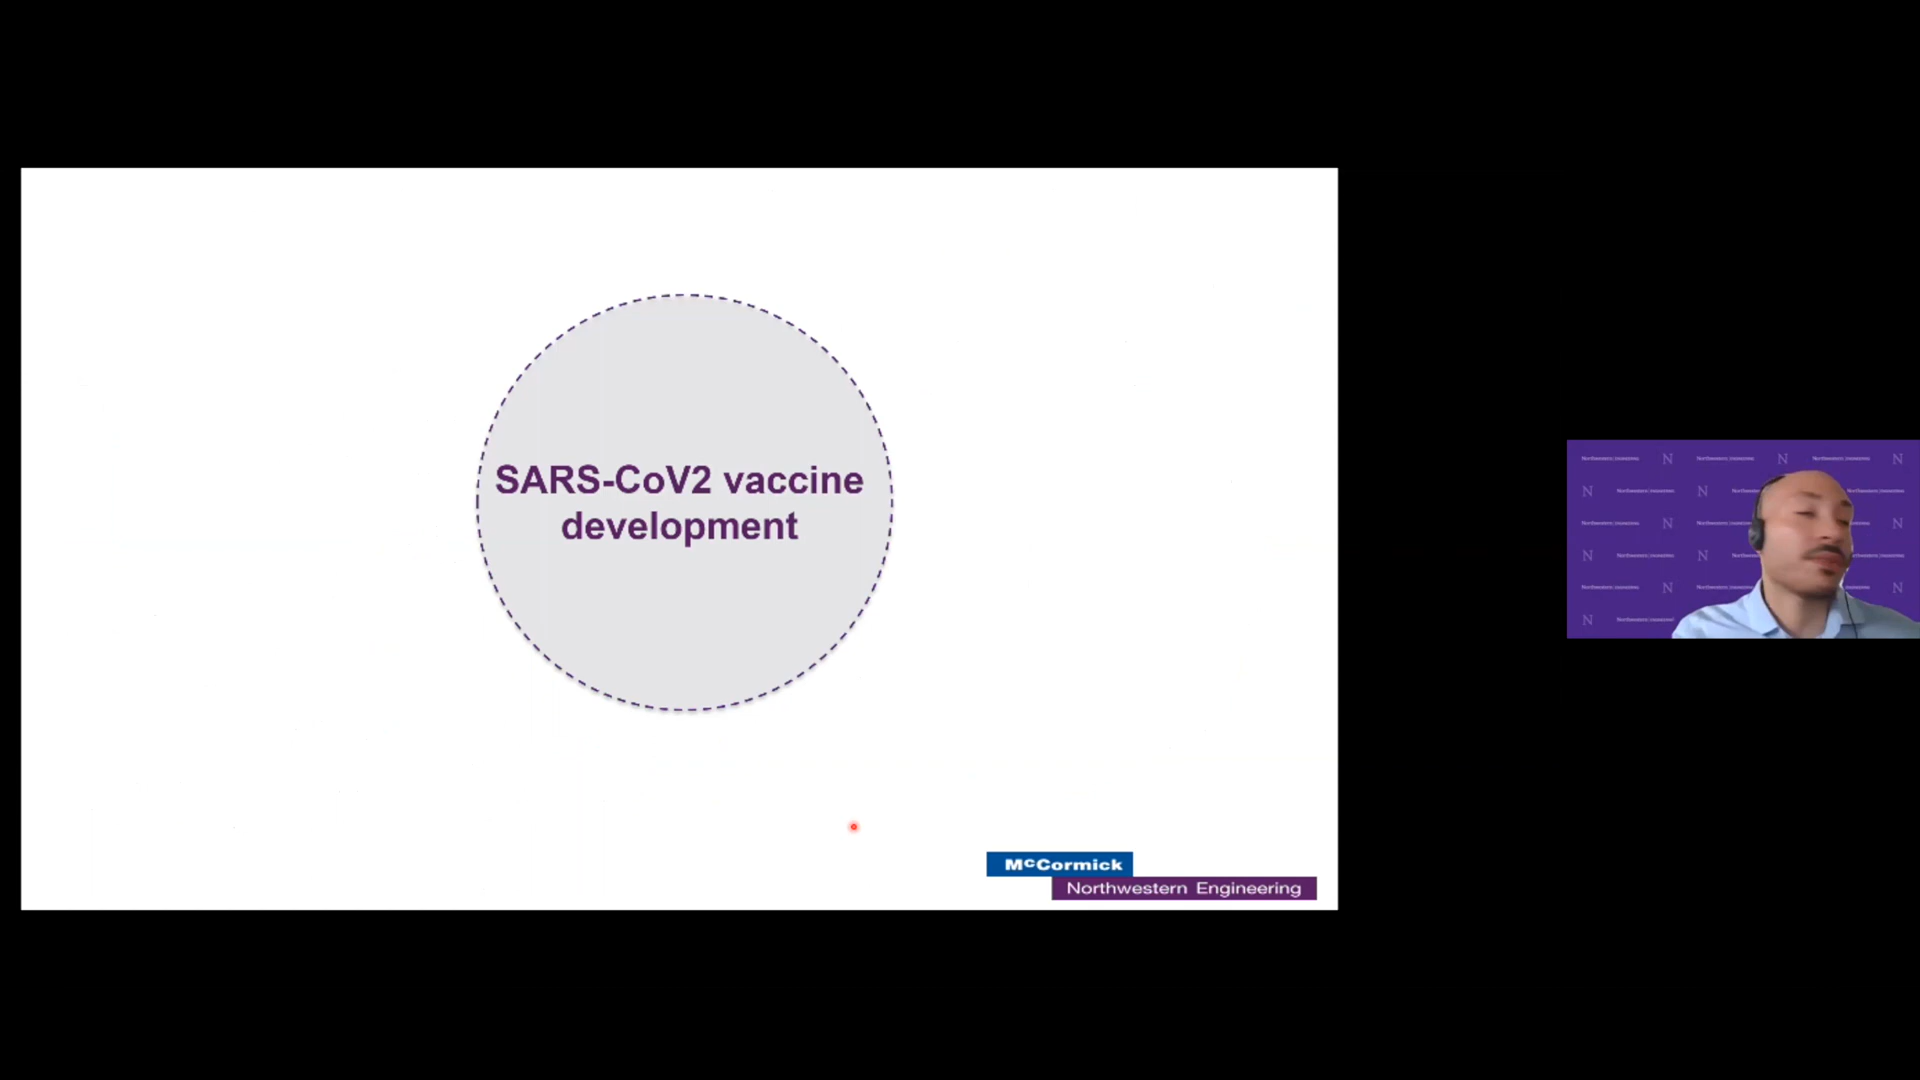 SARS-CoV2 vaccine
development
McCormick
Northwestern Engineering